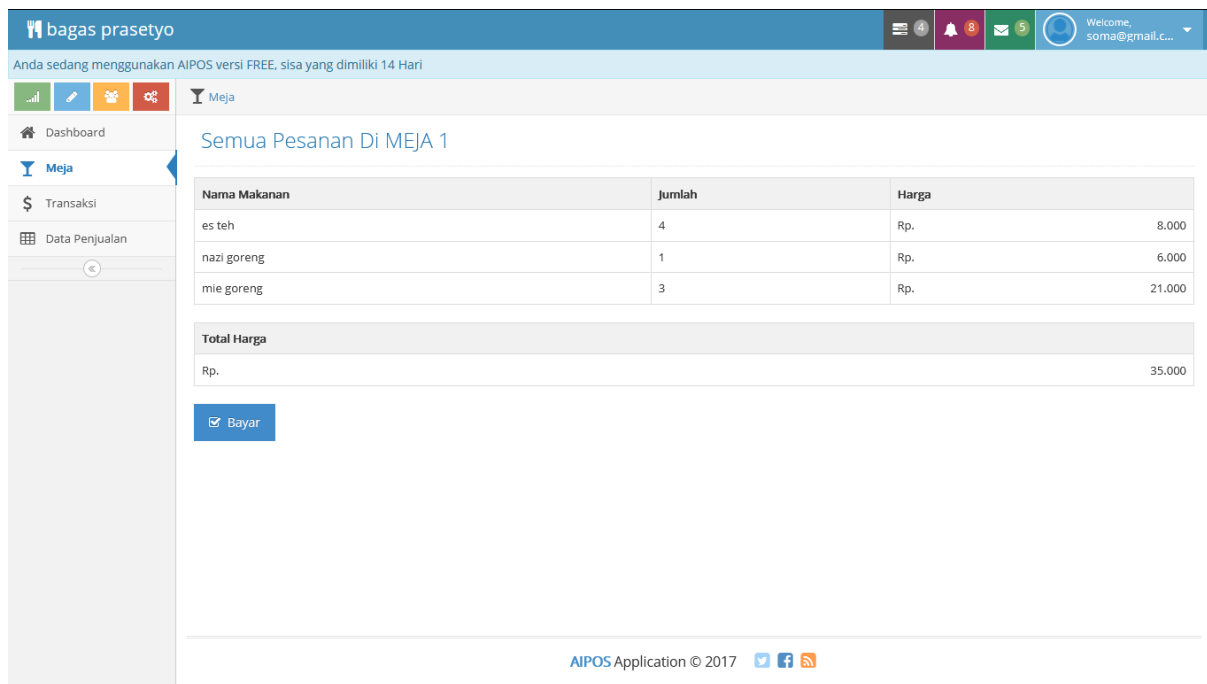 bagas prasetyo
4
8
5
Welcome,
soma@gmail.c...
Anda sedang menggunakan AIPOS versi FREE, sisa yang dimiliki 14 Hari
Meja
Dashboard
Meja
Transaksi
Data Penjualan
Semua Pesanan Di MEJA 1
Nama Makanan Jumlah Harga
es teh 4 Rp. 8.000
nazi goreng 1 Rp. 6.000
mie goreng 3 Rp. 21.000
Total Harga
Rp. 35.000
Bayar
AIPOS Application © 2017